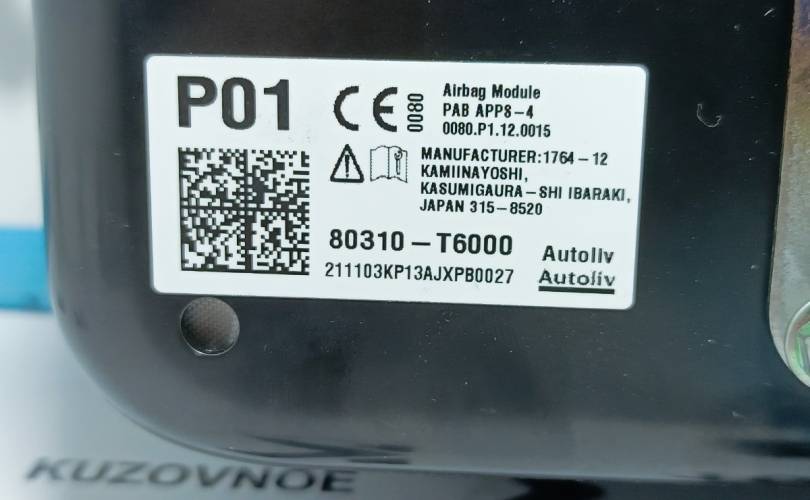 P01
CE
0080
Airbag Module
PAB APP8-4
0080.P1.12.0015
MANUFACTURER:1764-12
KAMIINAYOSHI,
KASUMIGAURA-SHI IBARAKI,
JAPAN 315-8520
80310-T6000
211103KP13AJXPB0027
Autoliv
Autoliv
KUZOVNOE